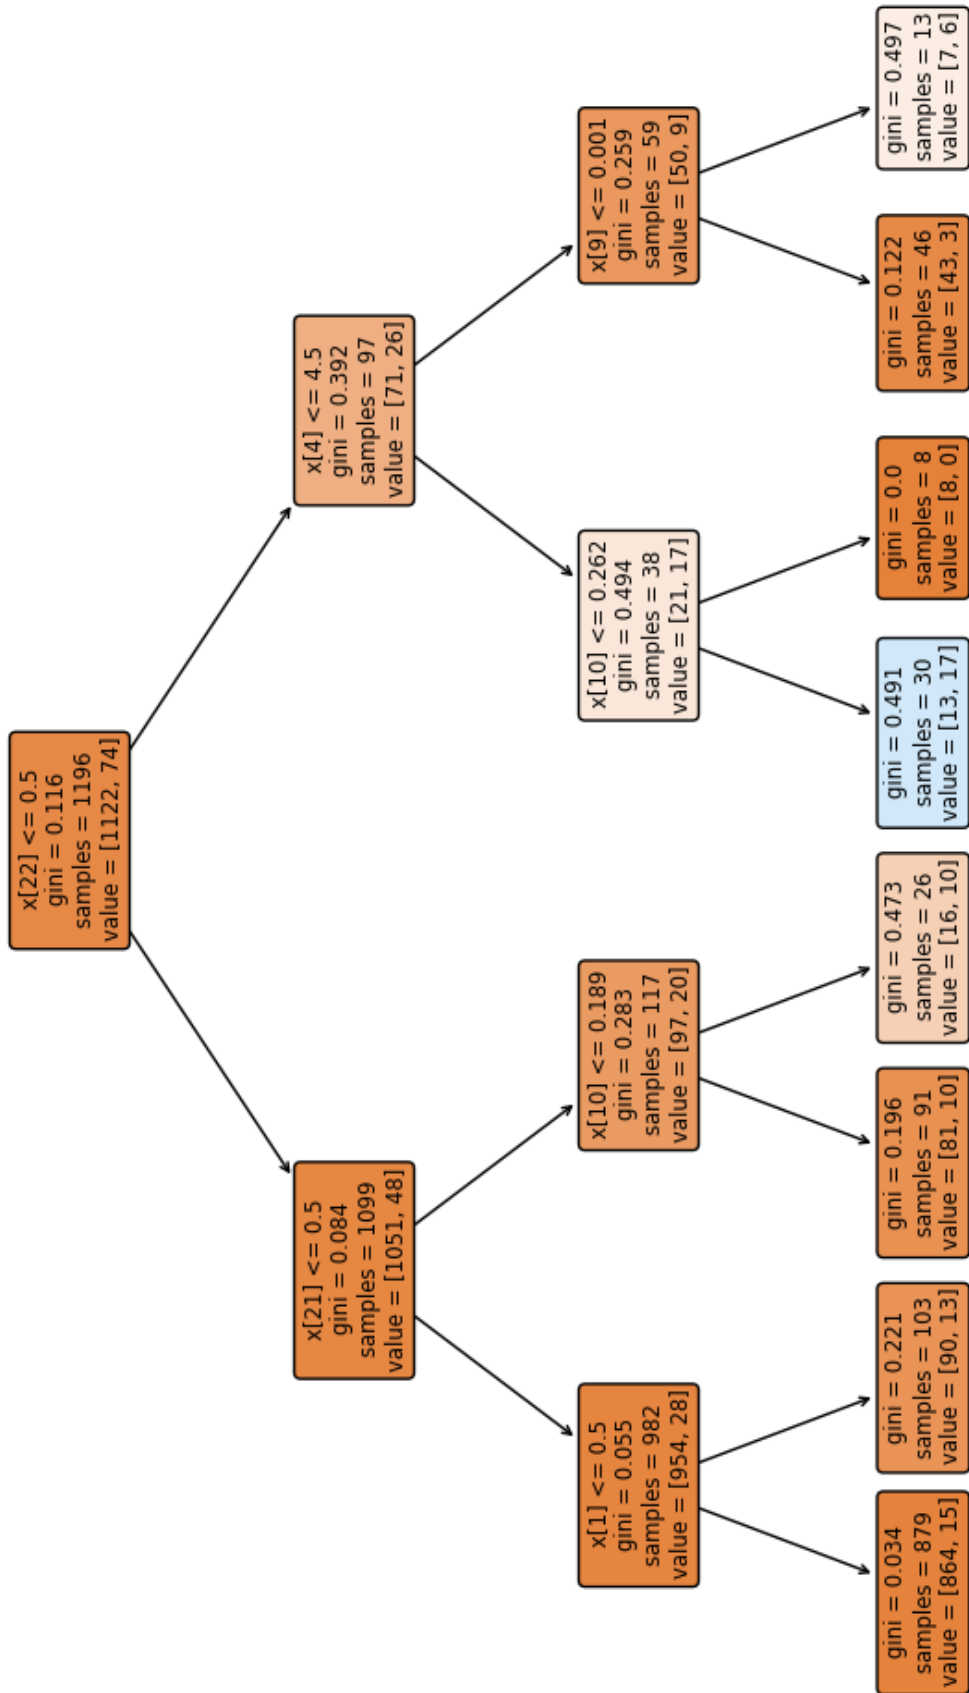 x[22] <= 0.5
gini = 0.116
samples = 1196
value = [1122, 74]
x[21] <= 0.5
gini = 0.084
samples = 1099
value = [1051, 48]
x[4] <= 4.5
gini = 0.392
samples = 97
value = [71, 26]
x[1] <= 0.5
gini = 0.055
samples = 982
value = [954, 28]
x[10] <= 0.189
gini = 0.283
samples = 117
value = [97, 20]
x[10] <= 0.262
gini = 0.494
samples = 38
value = [21, 17]
x[9] <= 0.001
gini = 0.259
samples = 59
value = [50, 9]
gini = 0.034
samples = 879
value = [864, 15]
gini = 0.221
samples = 103
value = [90, 13]
gini = 0.196
samples = 91
value = [81, 10]
gini = 0.473
samples = 26
value = [16, 10]
gini = 0.491
samples = 30
value = [13, 17]
gini = 0.0
samples = 8
value = [8, 0]
gini = 0.122
samples = 46
value = [43, 3]
gini = 0.497
samples = 13
value = [7, 6]